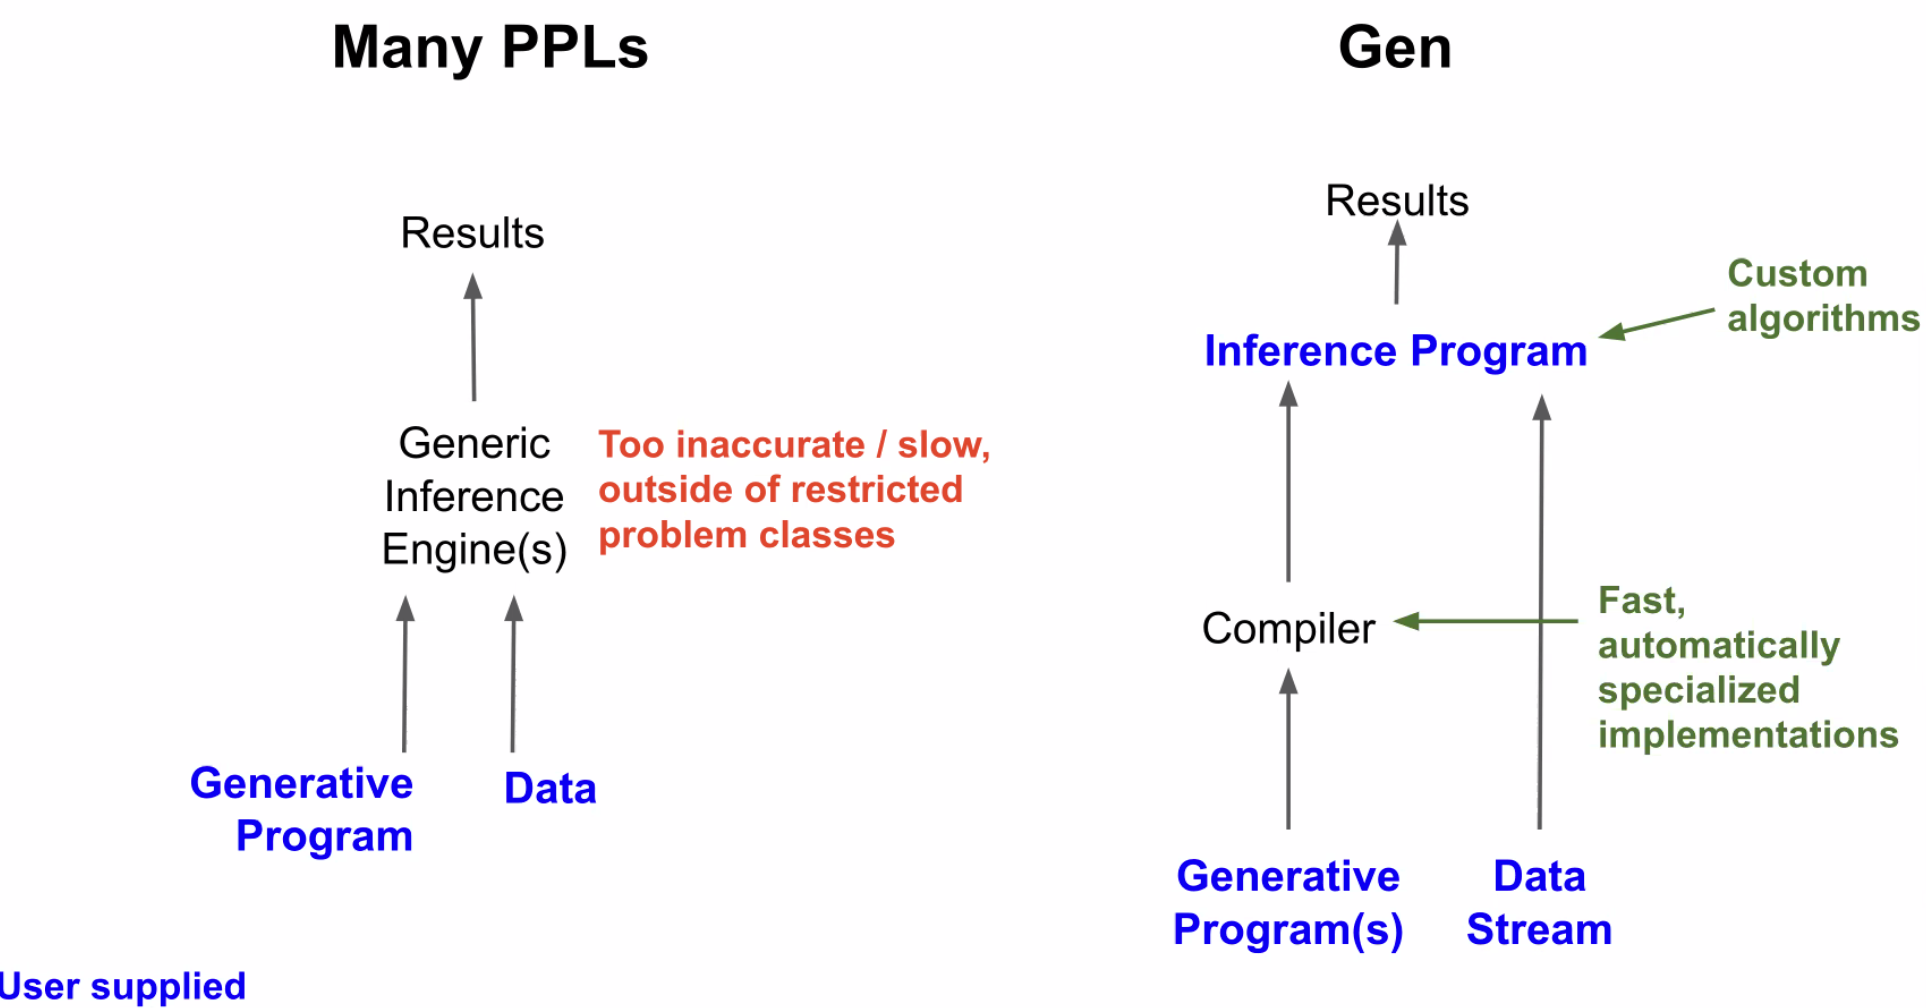 Many PPLs
Results
Generic
Inference
Engine(s)
Too inaccurate / slow,
outside of restricted
problem classes
Generative
Program
Data
User supplied
Gen
Results
Custom
algorithms
Inference Program
Compiler
Fast,
automatically
specialized
implementations
Generative
Program(s)
Data
Stream